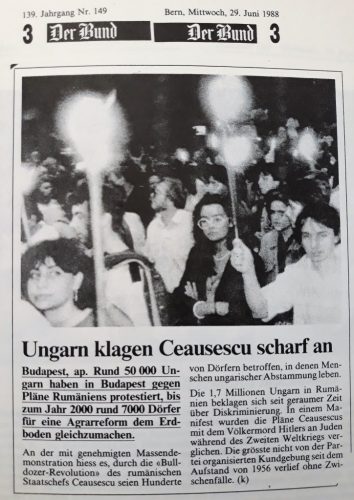 139. Jahrgang Nr. 149
Bern, Mittwoch, 29. Juni 1988
3 Der Bund
Der Bund 3
Ungarn klagen Ceausescu scharf an
Budapest, ap. Rund 50 000 Un-
garn haben in Budapest gegen
Pläne Rumäniens protestiert, bis
zum Jahr 2000 rund 7000 Dörfer
für eine Agrarreform dem Erd-
boden gleichzumachen.
An der mit genehmigten Massende-
monstration hiess es, durch die «Bull-
dozer-Revolution» des rumänischen
Staatschefs Ceausescu seien Hunderte
von Dörfern betroffen, in denen Men-
schen ungarischer Abstammung leben.
Die 1,7 Millionen Ungarn in Rumä-
nien beklagen sich seit geraumer Zeit
über Diskriminierung. In einem Ma-
nifest wurden die Pläne Ceausescus
mit dem Völkermord Hitlers an Juden
während des Zweiten Weltkriegs ver-
glichen. Die grösste nicht von der Par-
tei organisierten Kundgebung seit dem
Aufstand von 1956 verlief ohne Zwi-
schenfälle. (k)